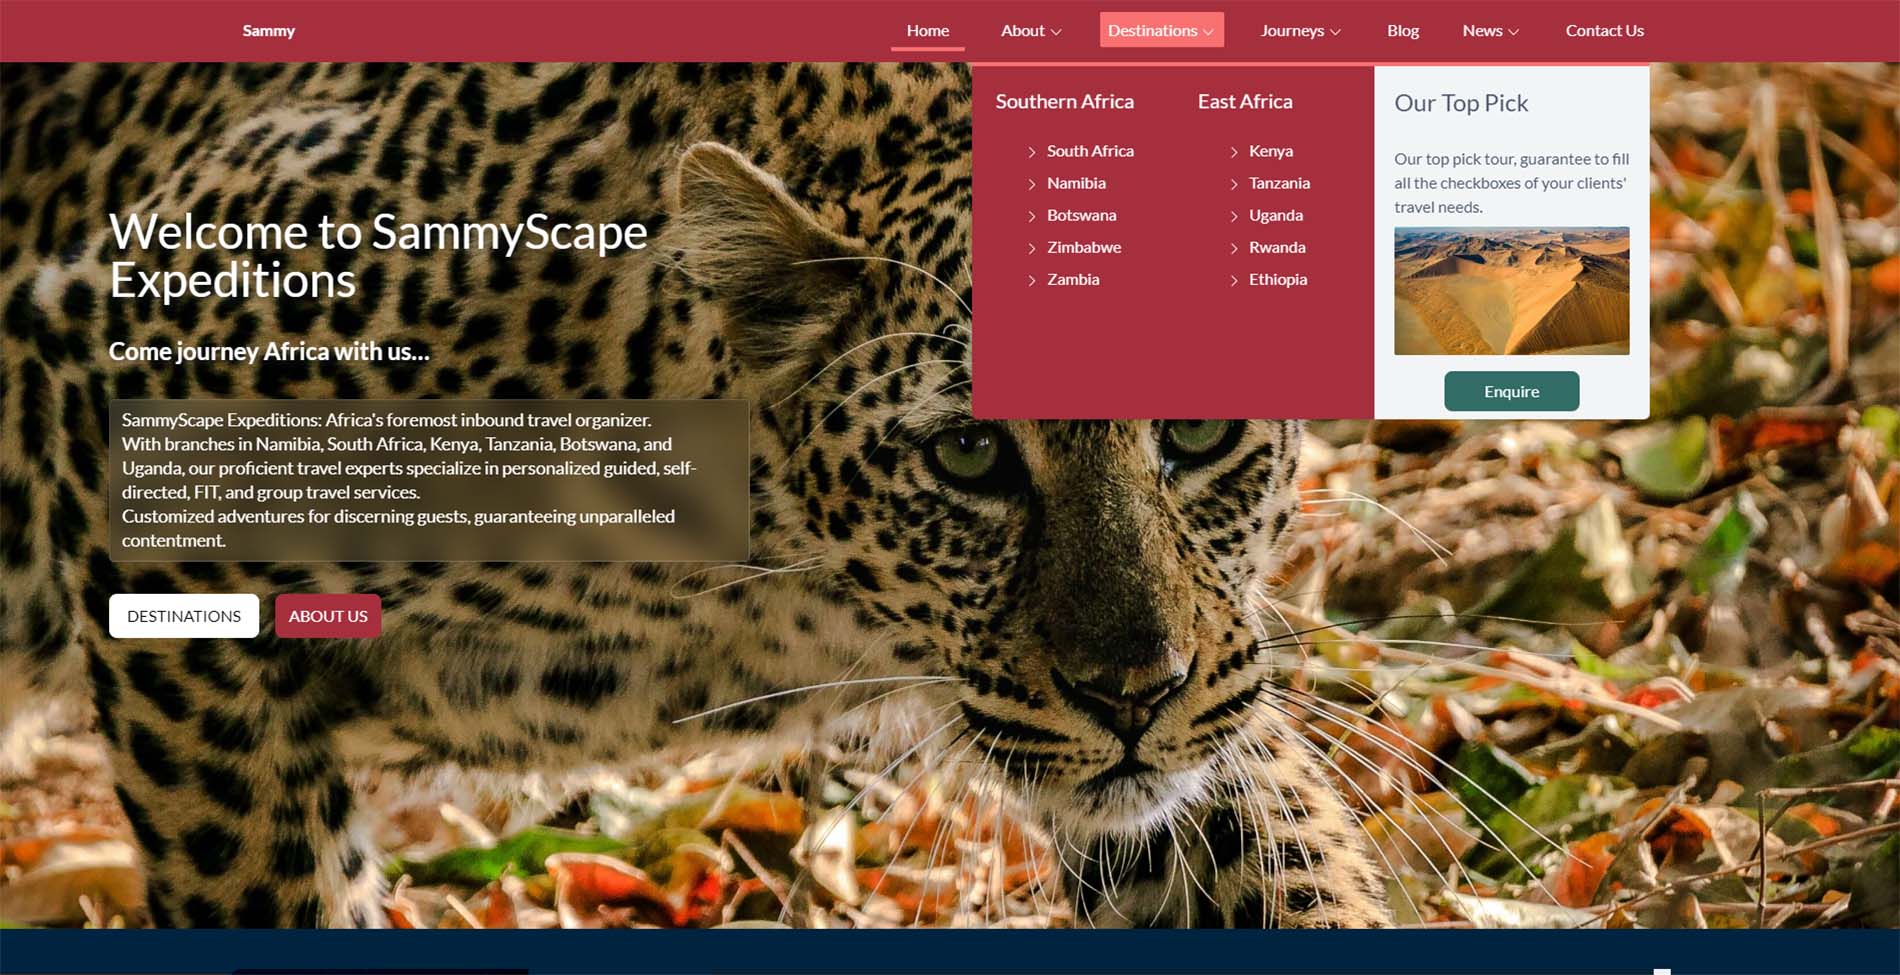 Sammy
Home
About
Destinations
Journeys
Blog
News
Contact Us
Southern Africa
South Africa
Namibia
Botswana
Zimbabwe
Zambia
East Africa
Kenya
Tanzania
Uganda
Rwanda
Ethiopia
Our Top Pick
Our top pick tour, guarantee to fill
all the checkboxes of your clients'
travel needs.
Enquire
Welcome to SammyScape
Expeditions
Come journey Africa with us...
SammyScape Expeditions: Africa's foremost inbound travel organizer.
With branches in Namibia, South Africa, Kenya, Tanzania, Botswana, and
Uganda, our proficient travel experts specialize in personalized guided, self-
directed, FIT, and group travel services.
Customized adventures for discerning guests, guaranteeing unparalleled
contentment.
DESTINATIONS
ABOUT US